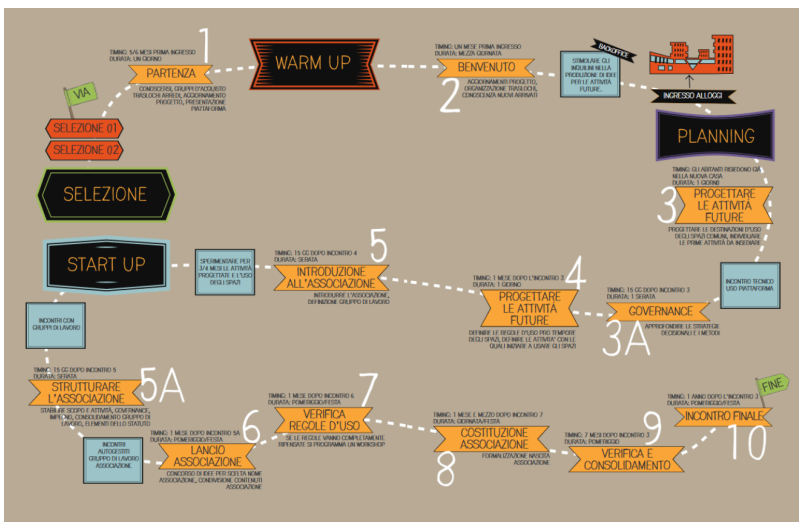 1
TIMING: 5/6 MESI PRIMA INGRESSO
DURATA: UN GIORNO
PARTENZA
CONOSCERSI, GRUPPI D'ACQUISTO
TRASLOCHI ARREDI, AGGIORNAMENTO
PROGETTO, PRESENTAZIONE
PIATTAFORMA
VIA
SELEZIONE 01
SELEZIONE 02
SELEZIONE
WARM UP
TIMING: UN MESE PRIMA INGRESSO
DURATA: MEZZA GIORNATA
BENVENUTO
2
AGGIORNAMENTI PROGETTO,
ORGANIZZAZIONE TRASLOCHI,
CONOSCENZA NUOVI ARRIVATI
BACKOFFICE
STIMOLARE GLI
INQUILINI NELLA
PRODUZIONE DI IDEE
PER LE ATTIVITÀ
FUTURE..
INGRESSO ALLOGGI
PLANNING
TIMING: GLI ABITANTI RISIEDONO GIÀ
NELLA NUOVA CASA
DURATA: 1 GIORNO
3
PROGETTARE
LE ATTIVITÀ
FUTURE
PROGETTARE LE DESTINAZIONI D'USO
DEGLI SPAZI COMUNI, INDIVIDUARE
LE PRIME ATTIVITÀ DA INSEDIARE
INCONTRO TECNICO
USO PIATTAFORMA
TIMING: 15 GG DOPO INCONTRO 3
DURATA: 1 SERATA
GOVERNANCE
3A
APPROFONDIRE LE STRATEGIE
DECISIONALI E I METODI
4
TIMING: 1 MESE DOPO L'INCONTRO 3
DURATA: 1 GIORNO
PROGETTARE
LE ATTIVITÀ
FUTURE
DEFINIRE LE REGOLE D'USO PRO TEMPORE
DEGLI SPAZI, DEFINIRE LE ATTIVITA' CON LE
QUALI INIZIARE A USARE GLI SPAZI
5
TIMING: 15 GG DOPO INCONTRO 4
DURATA: SERATA
INTRODUZIONE
ALL'ASSOCIAZIONE
INTRODURRE L'ASSOCIAZIONE,
DEFINIZIONE GRUPPO DI LAVORO
SPERIMENTARE PER
3/4 MESI LE ATTIVITÀ
PROGETTATE E L'USO
DEGLI SPAZI
START UP
INCONTRI CON
GRUPPI DI LAVORO
TIMING: 15 GG DOPO INCONTRO 5
DURATA: SERATA
STRUTTURARE
L'ASSOCIAZIONE
5A
STABILIRE SCOPO E ATTIVITÀ, GOVERNANCE,
IMPEGNO, CONSOLIDAMENTO GRUPPO DI
LAVORO, ELEMENTI DELLO STATUTO
INCONTRI
AUTOGESTITI
GRUPPO DI LAVORO
ASSOCIAZIONE
TIMING: 1 MESE DOPO INCONTRO 5A
DURATA: POMERIGGIO/FESTA
6
LANCIO
ASSOCIAZIONE
CONCORSO DI IDEE PER SCELTA NOME
ASSOCIAZIONE, CONDIVISIONE CONTENUTI
ASSOCIAZIONE
7
TIMING: 1 MESE DOPO INCONTRO 6
DURATA: POMERIGGIO/FESTA
VERIFICA
REGOLE D'USO
SE LE REGOLE VANNO COMPLETAMENTE
RIPENSATE SI PROGRAMMA UN WORKSHOP
TIMING: 1 MESE E MEZZO DOPO INCONTRO 7
DURATA: GIORNATA/FESTA
COSTITUZIONE
ASSOCIAZIONE
8
FORMALIZZAZIONE NASCITA
ASSOCIAZIONE
9
TIMING: 7 MESI DOPO INCONTRO 3
DURATA: POMERIGGIO
VERIFICA E
CONSOLIDAMENTO
TIMING: 1 ANNO DOPO L'INCONTRO 3
DURATA: POMERIGGIO/FESTA
FINE
INCONTRO FINALE
10